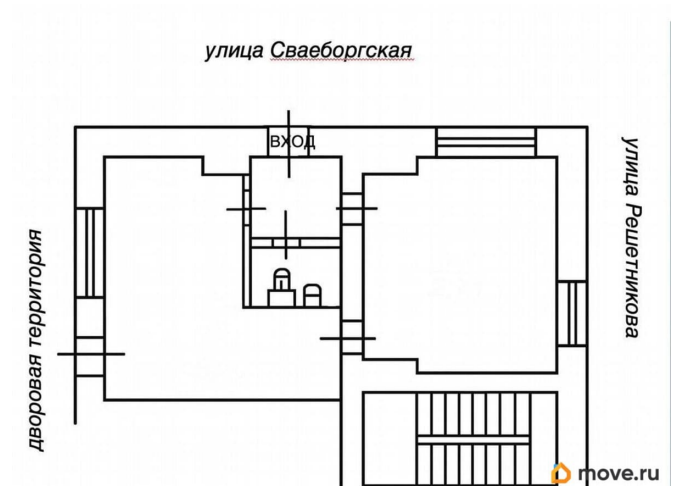 улица Сваеборгская
ВХОД
улица Решетникова
дворовая территория
move.ru